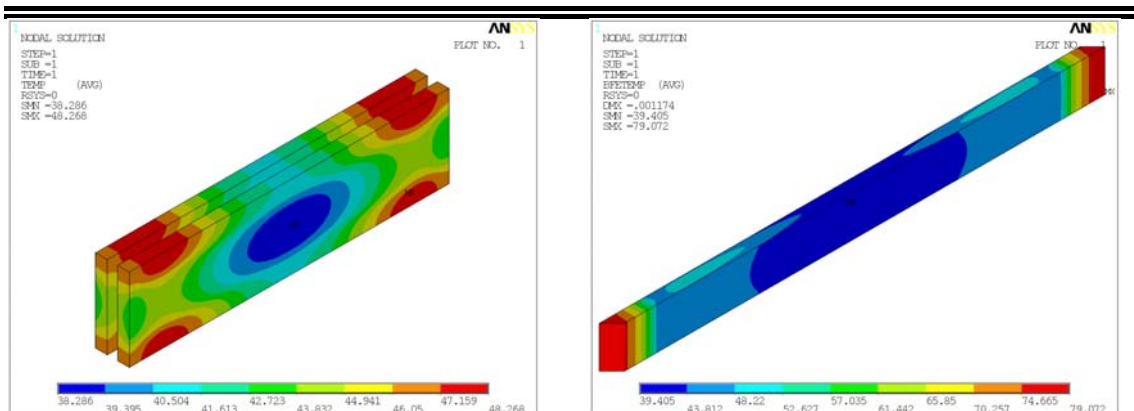 1
ANSYS
NODAL SOLUTION
PLOT NO. 1
STEP=1
SUB =1
TIME=1
TEMP (AVG)
RSYS=0
SMN =38.286
SMX =48.268
MX
38.286 40.504 42.723 44.941 47.159
39.395 41.613 43.832 46.05 48.268
1
ANSYS
NODAL SOLUTION
PLOT NO. 1
STEP=1
SUB =1
TIME=1
BFETEMP (AVG)
RSYS=0
DMX =.001174
SMN =39.405
SMX =79.072
MX
39.405 48.22 57.035 65.85 74.665
43.812 52.627 61.442 70.257 79.072